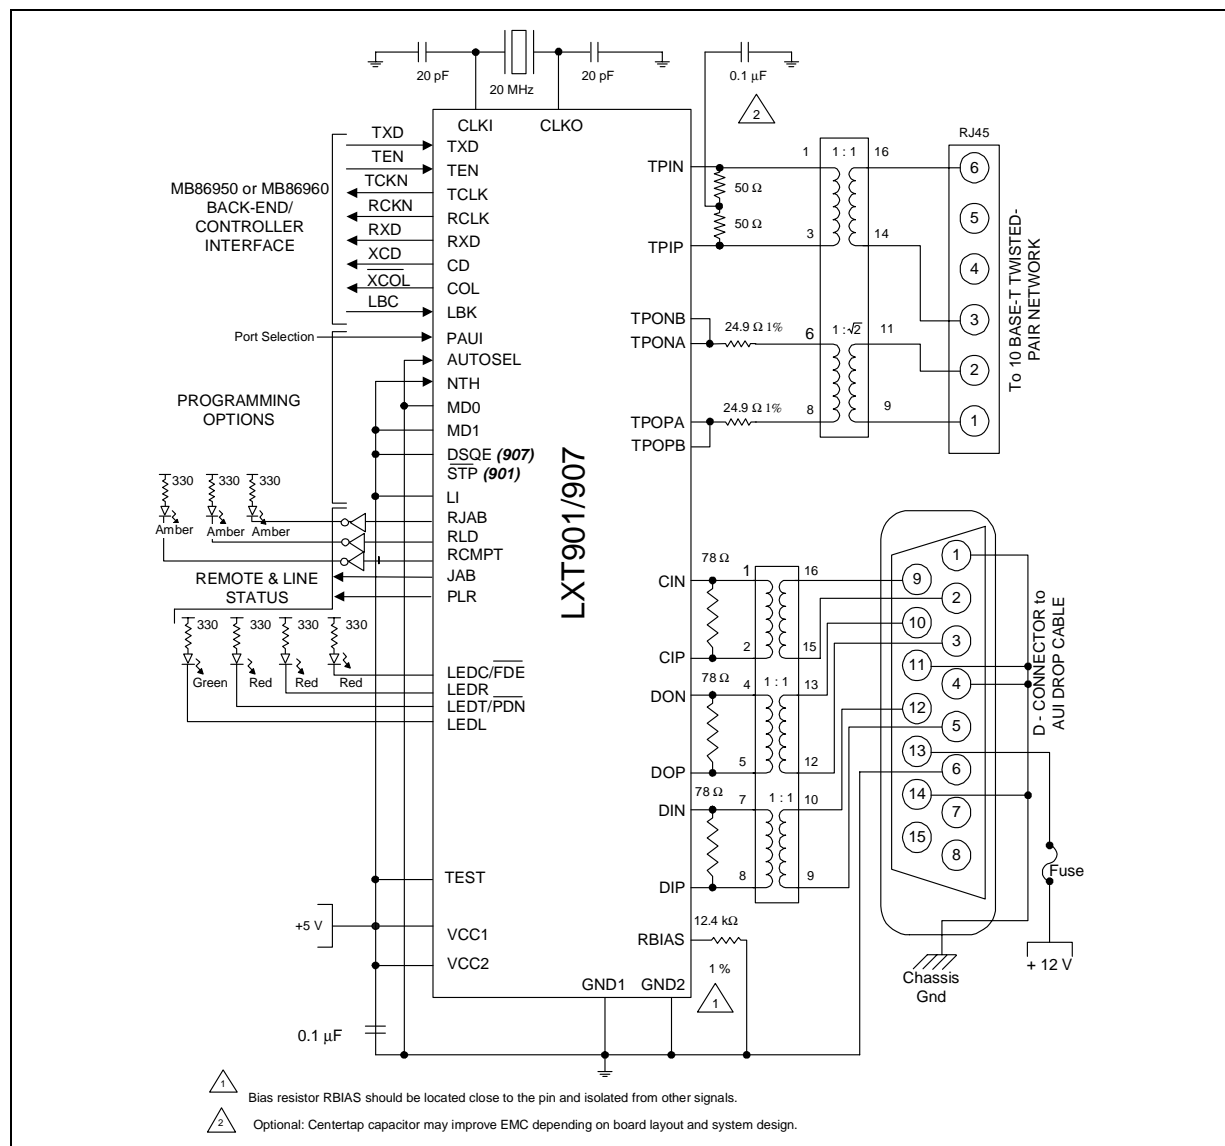 20 pF
20 MHz
20 pF
0.1 µF
2
CLKI
CLKO
RJ45
MB86950 or MB86960
BACK-END/
CONTROLLER
INTERFACE
TXD
TEN
TCKN
RCKN
RXD
XCD
XCOL
LBC
TXD
TEN
TCLK
RCLK
RXD
CD
COL
LBK
Port Selection
PAUI
AUTOSEL
NTH
MD0
MD1
DSQE (907)
STP (901)
LI
RJAB
RLD
RCMPT
JAB
PLR
PROGRAMMING
OPTIONS
330
330
330
Amber
Amber
Amber
REMOTE & LINE
STATUS
330
330
330
330
Green
Red
Red
Red
LEDC/FDE
LEDR
LEDT/PDN
LEDL
TEST
+5 V
VCC1
VCC2
0.1 µF
LXT901/907
TPIN
50 Ω
50 Ω
TPIP
1
1 : 1
16
3
14
TPONB
TPONA
24.9 Ω 1%
6
1 : √2
11
TPOPA
24.9 Ω 1%
8
9
TPOPB
6
5
4
3
2
1
To 10 BASE-T TWISTED-
PAIR NETWORK
CIN
78 Ω
1
16
CIP
2
15
DON
78 Ω
4
1 : 1
13
DOP
5
12
DIN
78 Ω
7
1 : 1
10
DIP
8
9
1
9
2
10
3
11
4
12
5
13
6
14
7
15
8
D - CONNECTOR to
AUI DROP CABLE
Fuse
+ 12 V
Chassis
Gnd
RBIAS
12.4 kΩ
1 %
1
GND1
GND2
1 Bias resistor RBIAS should be located close to the pin and isolated from other signals.
2 Optional: Centertap capacitor may improve EMC depending on board layout and system design.